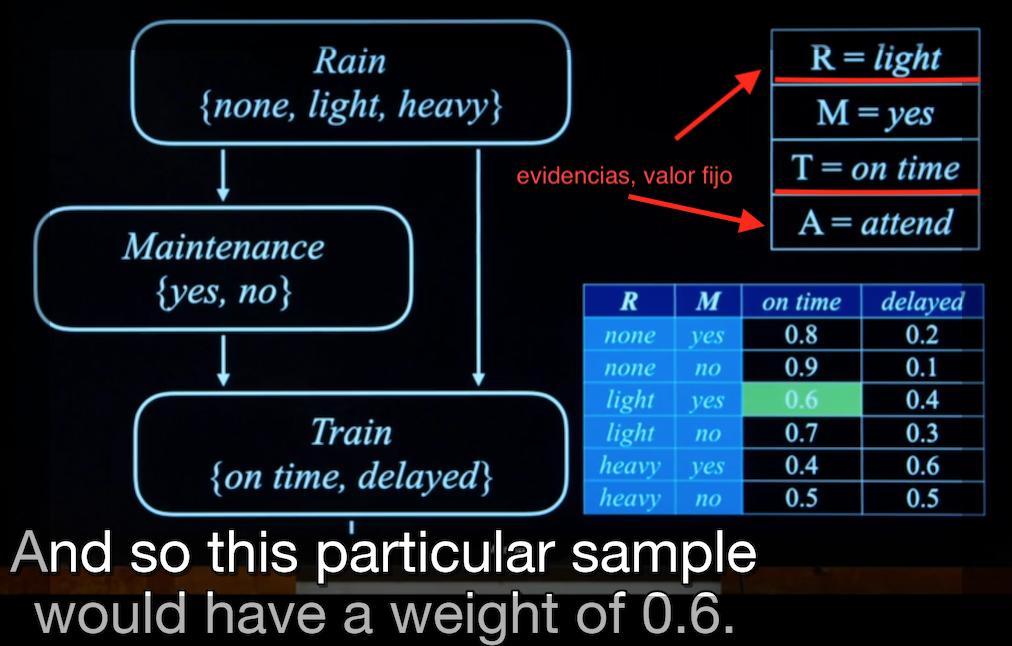 Rain
{none, light, heavy}
Maintenance
{yes, no}
Train
{on time, delayed}
R = light
M = yes
T = on time
A = attend
evidencias, valor fijo
R M on time delayed
none yes 0.8 0.2
none no 0.9 0.1
light yes 0.6 0.4
light no 0.7 0.3
heavy yes 0.4 0.6
heavy no 0.5 0.5
And so this particular sample
would have a weight of 0.6.